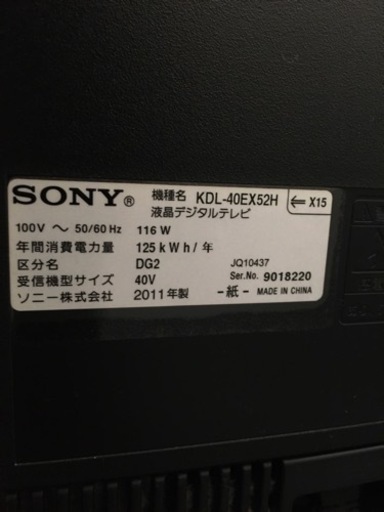 SONY® 機種名 KDL-40EX52H ⇐ X15
液晶デジタルテレビ
100V ～ 50/60 Hz 116 W
年間消費電力量 125 k W h / 年
区分名 DG2 JQ10437
受信機型サイズ 40V Ser.No. 9018220
ソニー株式会社 2011年製 -紙- MADE IN CHINA